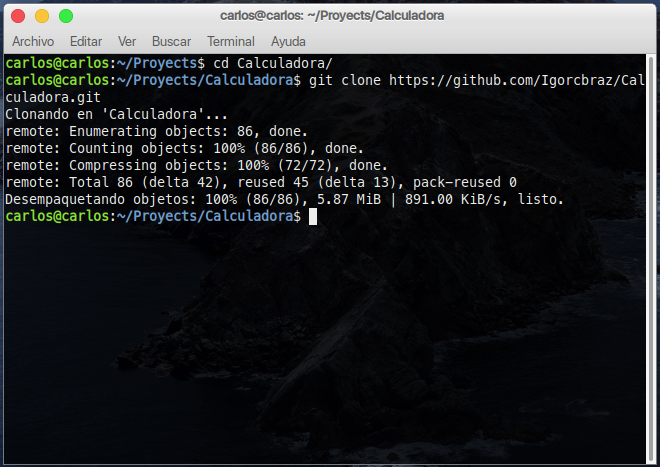 carlos@carlos: ~/Proyects/Calculadora
Archivo Editar Ver Buscar Terminal Ayuda
carlos@carlos:~/Proyects$ cd Calculadora/
carlos@carlos:~/Proyects/Calculadora$ git clone https://github.com/Igorcbraz/Cal
culadora.git
Clonando en 'Calculadora'...
remote: Enumerating objects: 86, done.
remote: Counting objects: 100% (86/86), done.
remote: Compressing objects: 100% (72/72), done.
remote: Total 86 (delta 42), reused 45 (delta 13), pack-reused 0
Desempaquetando objetos: 100% (86/86), 5.87 MiB | 891.00 KiB/s, listo.
carlos@carlos:~/Proyects/Calculadora$